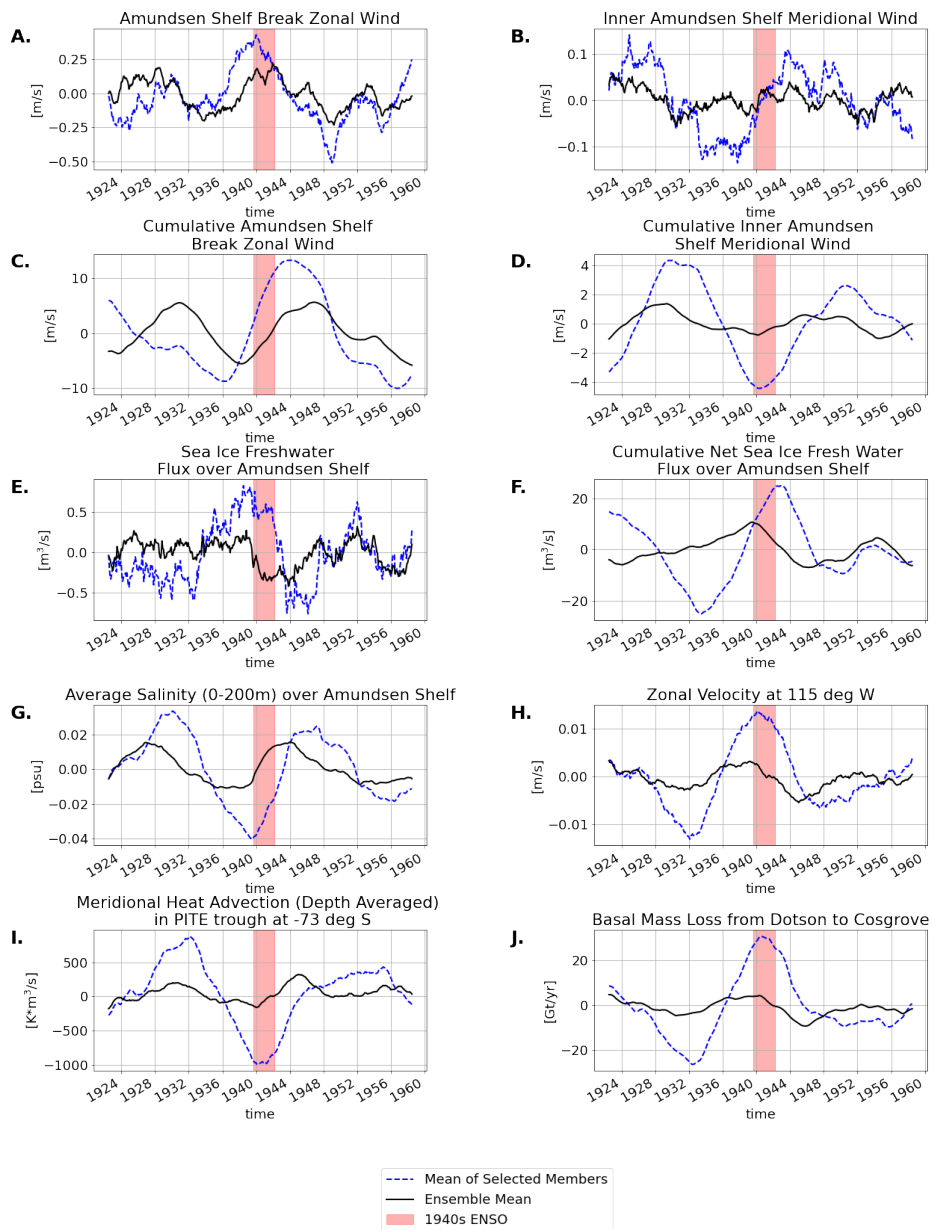 A.
Amundsen Shelf Break Zonal Wind
[m/s]
0.25
0.00
−0.25
−0.50
1924 1928 1932 1936 1940 1944 1948 1952 1956 1960
time
B.
Inner Amundsen Shelf Meridional Wind
[m/s]
0.1
0.0
−0.1
1924 1928 1932 1936 1940 1944 1948 1952 1956 1960
time
C.
Cumulative Amundsen Shelf
Break Zonal Wind
[m/s]
10
0
−10
1924 1928 1932 1936 1940 1944 1948 1952 1956 1960
time
D.
Cumulative Inner Amundsen
Shelf Meridional Wind
[m/s]
4
2
0
−2
−4
1924 1928 1932 1936 1940 1944 1948 1952 1956 1960
time
E.
Sea Ice Freshwater
Flux over Amundsen Shelf
[m³/s]
0.5
0.0
−0.5
1924 1928 1932 1936 1940 1944 1948 1952 1956 1960
time
F.
Cumulative Net Sea Ice Fresh Water
Flux over Amundsen Shelf
[m³/s]
20
0
−20
1924 1928 1932 1936 1940 1944 1948 1952 1956 1960
time
G.
Average Salinity (0-200m) over Amundsen Shelf
[psu]
0.02
0.00
−0.02
−0.04
1924 1928 1932 1936 1940 1944 1948 1952 1956 1960
time
H.
Zonal Velocity at 115 deg W
[m/s]
0.01
0.00
−0.01
1924 1928 1932 1936 1940 1944 1948 1952 1956 1960
time
I.
Meridional Heat Advection (Depth Averaged)
in PITE trough at -73 deg S
[K*m³/s]
500
0
−500
−1000
1924 1928 1932 1936 1940 1944 1948 1952 1956 1960
time
J.
Basal Mass Loss from Dotson to Cosgrove
[Gt/yr]
20
0
−20
1924 1928 1932 1936 1940 1944 1948 1952 1956 1960
time
Mean of Selected Members
Ensemble Mean
1940s ENSO